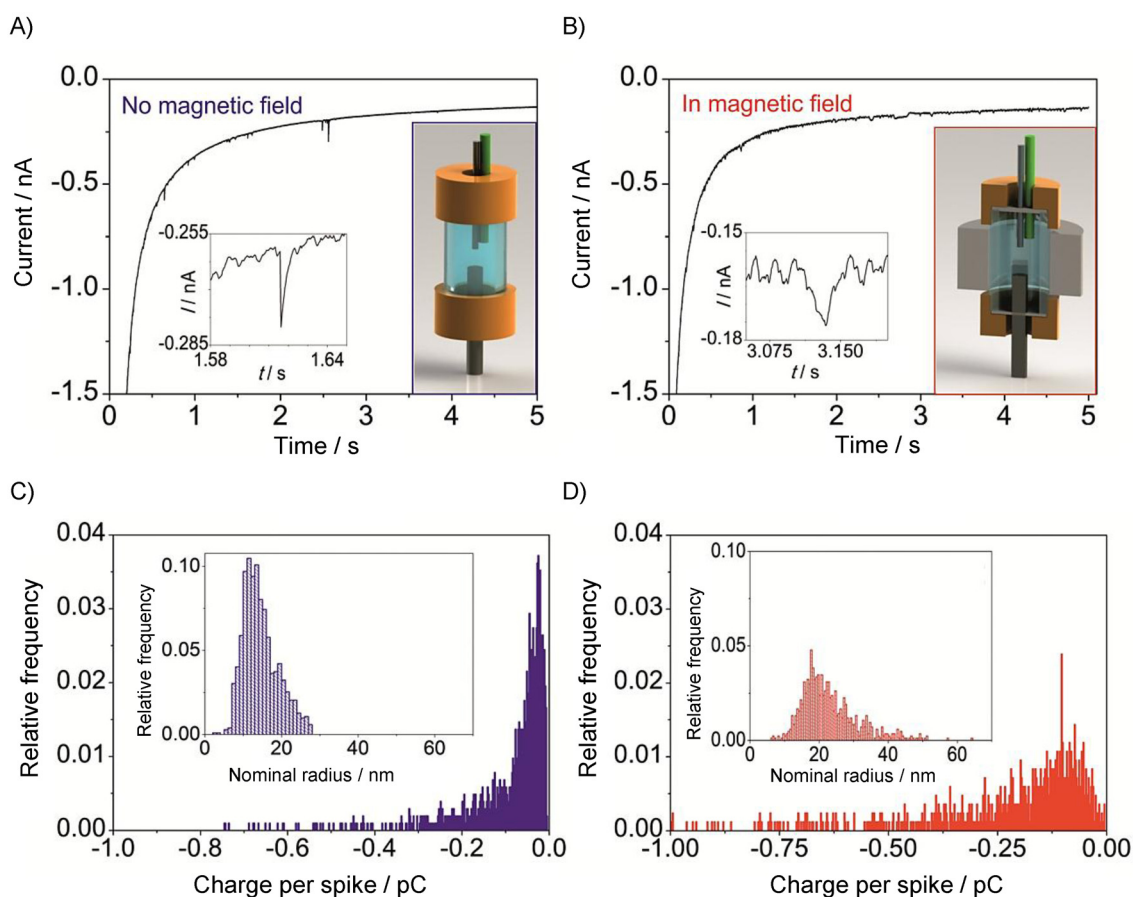 A)
No magnetic field
0.0
-0.5
-1.0
-1.5
Current / nA
0 1 2 3 4 5
Time / s
-0.255
-0.285
I / nA
1.58 1.64
t / s
B)
In magnetic field
0.0
-0.5
-1.0
-1.5
Current / nA
0 1 2 3 4 5
Time / s
-0.15
-0.18
I / nA
3.075 3.150
t / s
C)
0.04
0.03
0.02
0.01
0.00
Relative frequency
-1.0 -0.8 -0.6 -0.4 -0.2 0.0
Charge per spike / pC
0.10
0.05
0.00
Relative frequency
0 20 40 60
Nominal radius / nm
D)
0.04
0.03
0.02
0.01
0.00
Relative frequency
-1.00 -0.75 -0.50 -0.25 0.00
Charge per spike / pC
0.10
0.05
0.00
Relative frequency
0 20 40 60
Nominal radius / nm